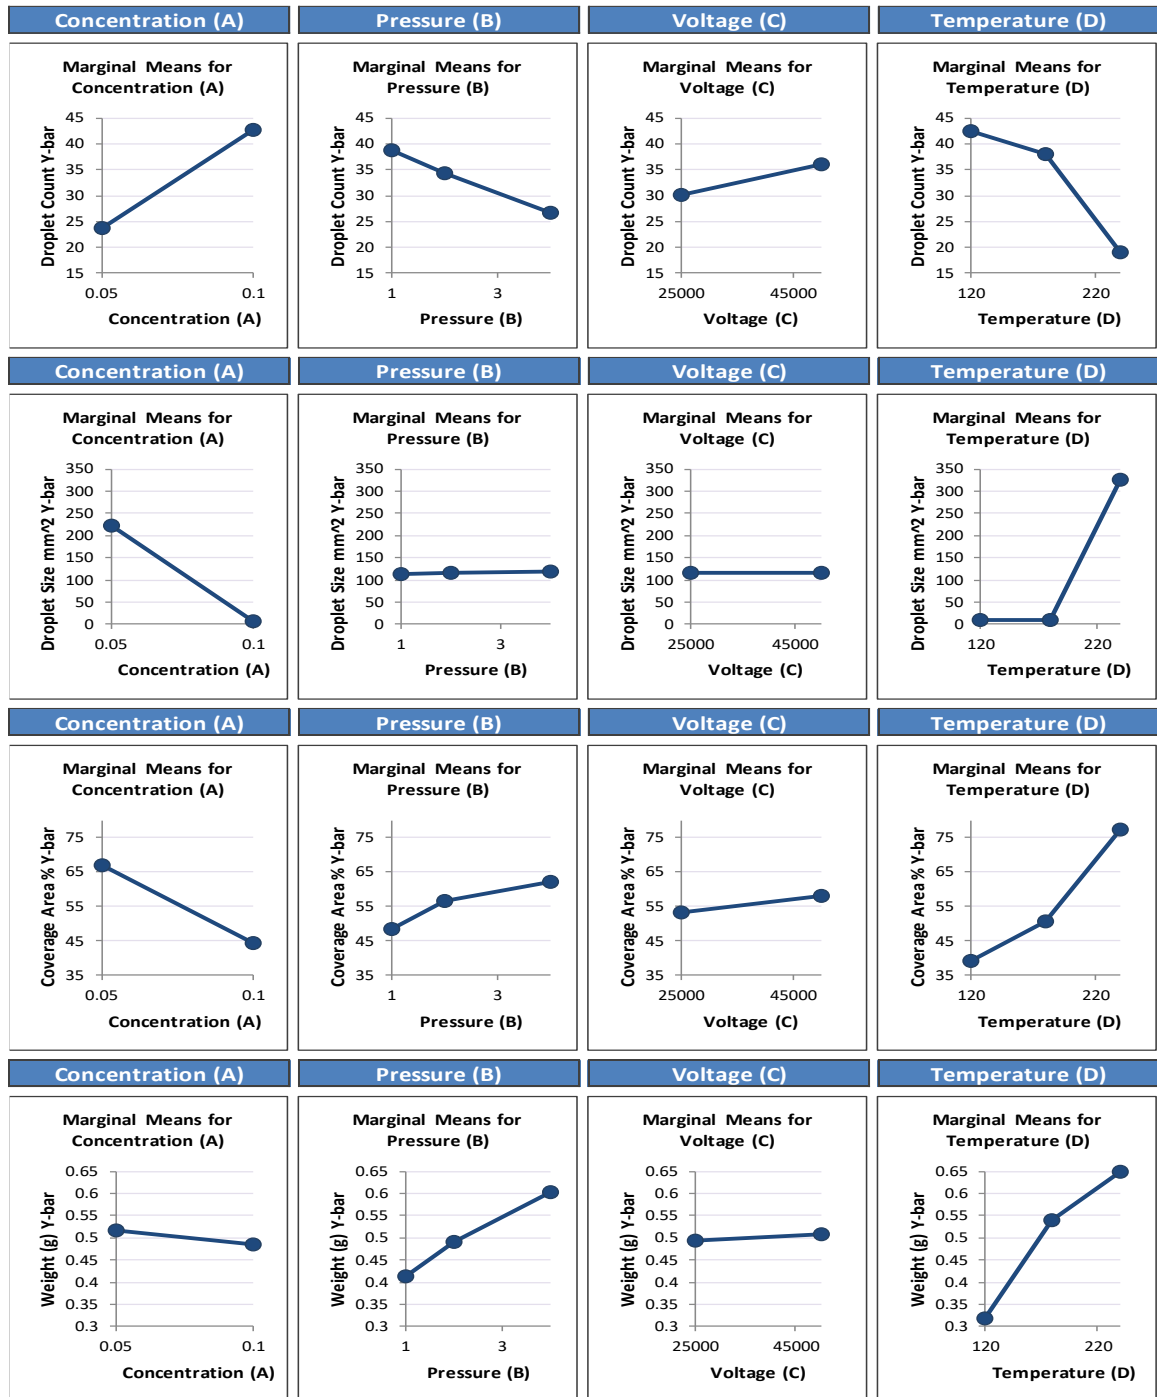 Concentration (A)
Pressure (B)
Voltage (C)
Temperature (D)
Marginal Means for
Concentration (A)
Droplet Count Y-bar
45
40
35
30
25
20
15
0.05
0.1
Concentration (A)
Marginal Means for
Pressure (B)
Droplet Count Y-bar
45
40
35
30
25
20
15
1
3
Pressure (B)
Marginal Means for
Voltage (C)
Droplet Count Y-bar
45
40
35
30
25
20
15
25000
45000
Voltage (C)
Marginal Means for
Temperature (D)
Droplet Count Y-bar
45
40
35
30
25
20
15
120
220
Temperature (D)
Concentration (A)
Pressure (B)
Voltage (C)
Temperature (D)
Marginal Means for
Concentration (A)
Droplet Size mm^2 Y-bar
350
300
250
200
150
100
50
0
0.05
0.1
Concentration (A)
Marginal Means for
Pressure (B)
Droplet Size mm^2 Y-bar
350
300
250
200
150
100
50
0
1
3
Pressure (B)
Marginal Means for
Voltage (C)
Droplet Size mm^2 Y-bar
350
300
250
200
150
100
50
0
25000
45000
Voltage (C)
Marginal Means for
Temperature (D)
Droplet Size mm^2 Y-bar
350
300
250
200
150
100
50
0
120
220
Temperature (D)
Concentration (A)
Pressure (B)
Voltage (C)
Temperature (D)
Marginal Means for
Concentration (A)
Coverage Area % Y-bar
75
65
55
45
35
0.05
0.1
Concentration (A)
Marginal Means for
Pressure (B)
Coverage Area % Y-bar
75
65
55
45
35
1
3
Pressure (B)
Marginal Means for
Voltage (C)
Coverage Area % Y-bar
75
65
55
45
35
25000
45000
Voltage (C)
Marginal Means for
Temperature (D)
Coverage Area % Y-bar
75
65
55
45
35
120
220
Temperature (D)
Concentration (A)
Pressure (B)
Voltage (C)
Temperature (D)
Marginal Means for
Concentration (A)
Weight (g) Y-bar
0.65
0.6
0.55
0.5
0.45
0.4
0.35
0.3
0.05
0.1
Concentration (A)
Marginal Means for
Pressure (B)
Weight (g) Y-bar
0.65
0.6
0.55
0.5
0.45
0.4
0.35
0.3
1
3
Pressure (B)
Marginal Means for
Voltage (C)
Weight (g) Y-bar
0.65
0.6
0.55
0.5
0.45
0.4
0.35
0.3
25000
45000
Voltage (C)
Marginal Means for
Temperature (D)
Weight (g) Y-bar
0.65
0.6
0.55
0.5
0.45
0.4
0.35
0.3
120
220
Temperature (D)